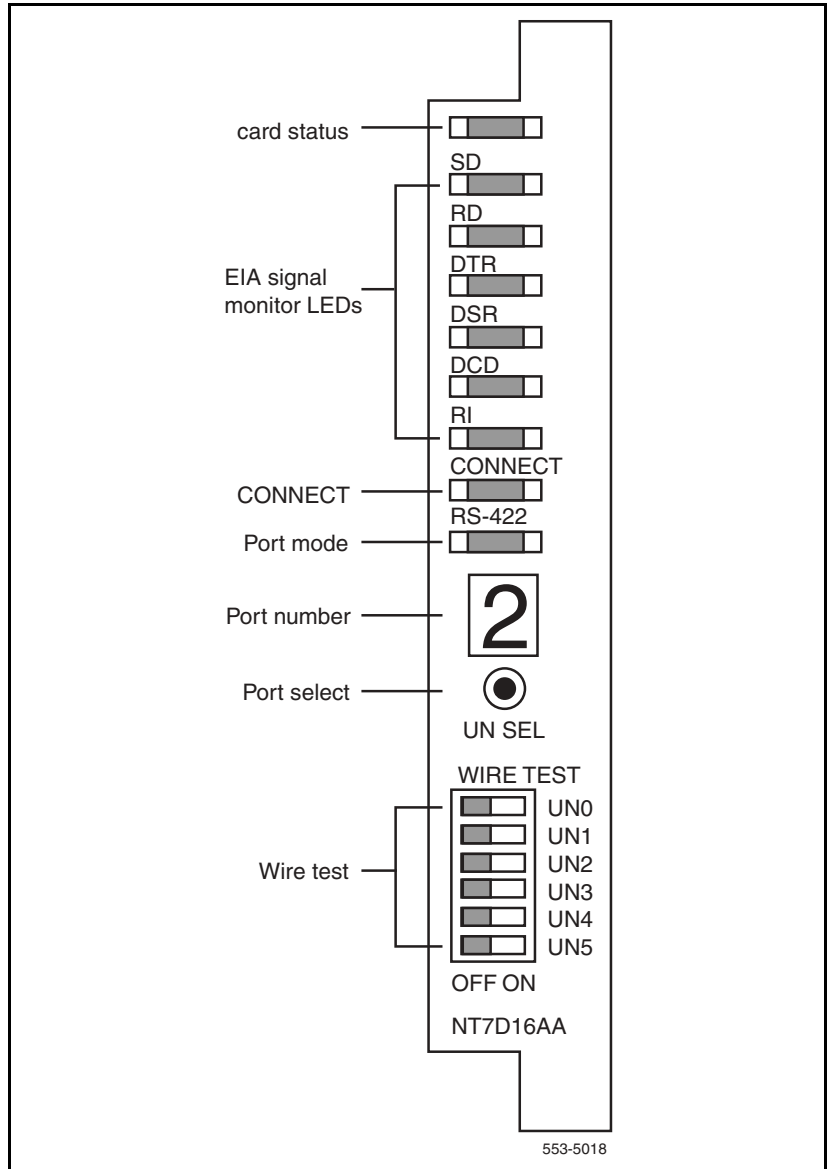 card status
SD
RD
DTR
EIA signal
monitor LEDs
DSR
DCD
RI
CONNECT
CONNECT
RS-422
Port mode
Port number
2
Port select
UN SEL
WIRE TEST
UN0
UN1
UN2
Wire test
UN3
UN4
UN5
OFF ON
NT7D16AA
553-5018